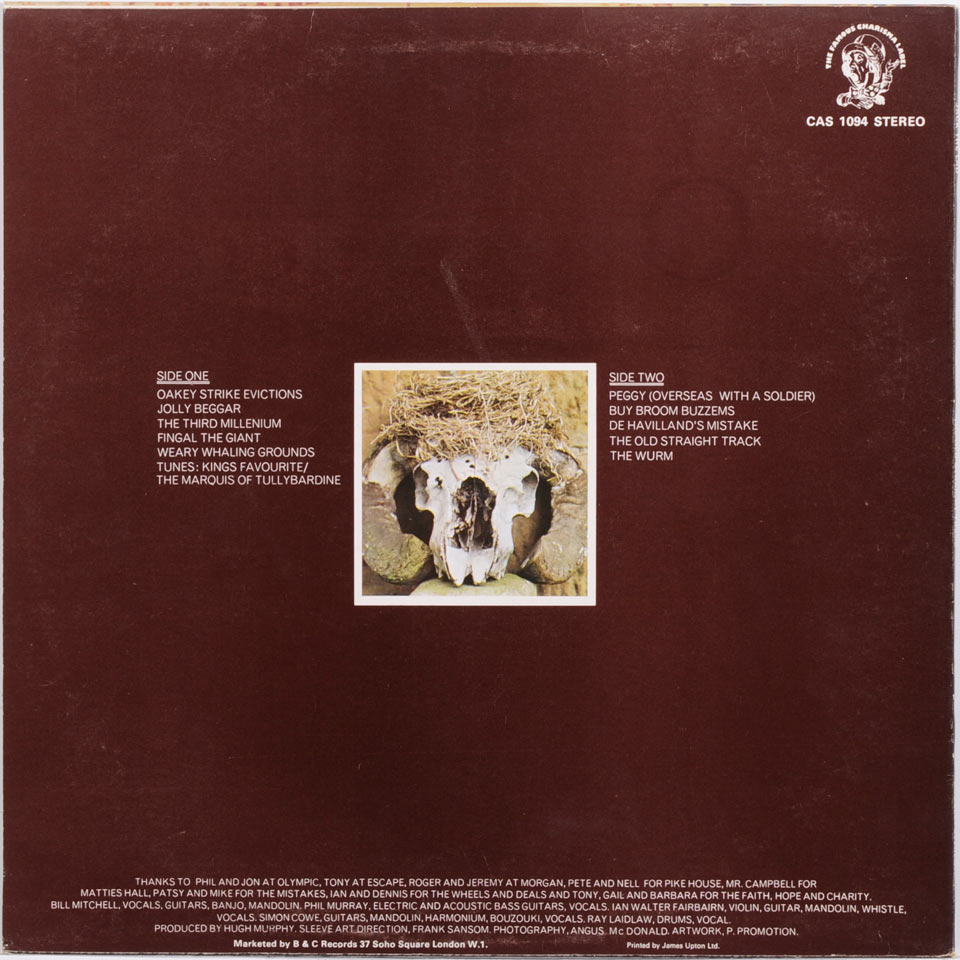 THE FAMOUS CHARISMA LABEL
CAS 1094 STEREO
SIDE ONE
OAKEY STRIKE EVICTIONS
JOLLY BEGGAR
THE THIRD MILLENIUM
FINGAL THE GIANT
WEARY WHALING GROUNDS
TUNES: KINGS FAVOURITE/
THE MARQUIS OF TULLYBARDINE
SIDE TWO
PEGGY (OVERSEAS WITH A SOLDIER)
BUY BROOM BUZZEMS
DE HAVILLAND'S MISTAKE
THE OLD STRAIGHT TRACK
THE WURM
THANKS TO PHIL AND JON AT OLYMPIC, TONY AT ESCAPE, ROGER AND JEREMY AT MORGAN, PETE AND NELL FOR PIKE HOUSE, MR. CAMPBELL FOR
MATTIES HALL, PATSY AND MIKE FOR THE MISTAKES, IAN AND DENNIS FOR THE WHEELS AND DEALS AND TONY, GAIL AND BARBARA FOR THE FAITH, HOPE AND CHARITY.
BILL MITCHELL, VOCALS, GUITARS, BANJO, MANDOLIN. PHIL MURRAY, ELECTRIC AND ACOUSTIC BASS GUITARS, VOCALS. IAN WALTER FAIRBAIRN, VIOLIN, GUITAR, MANDOLIN, WHISTLE,
VOCALS. SIMON COWE, GUITARS, MANDOLIN, HARMONIUM, BOUZOUKI, VOCALS. RAY LAIDLAW, DRUMS, VOCAL.
PRODUCED BY HUGH MURPHY. SLEEVE ART DIRECTION, FRANK SANSOM. PHOTOGRAPHY, ANGUS. Mc DONALD. ARTWORK, P. PROMOTION.
Marketed by B & C Records 37 Soho Square London W.1.
Printed by James Upton Ltd.